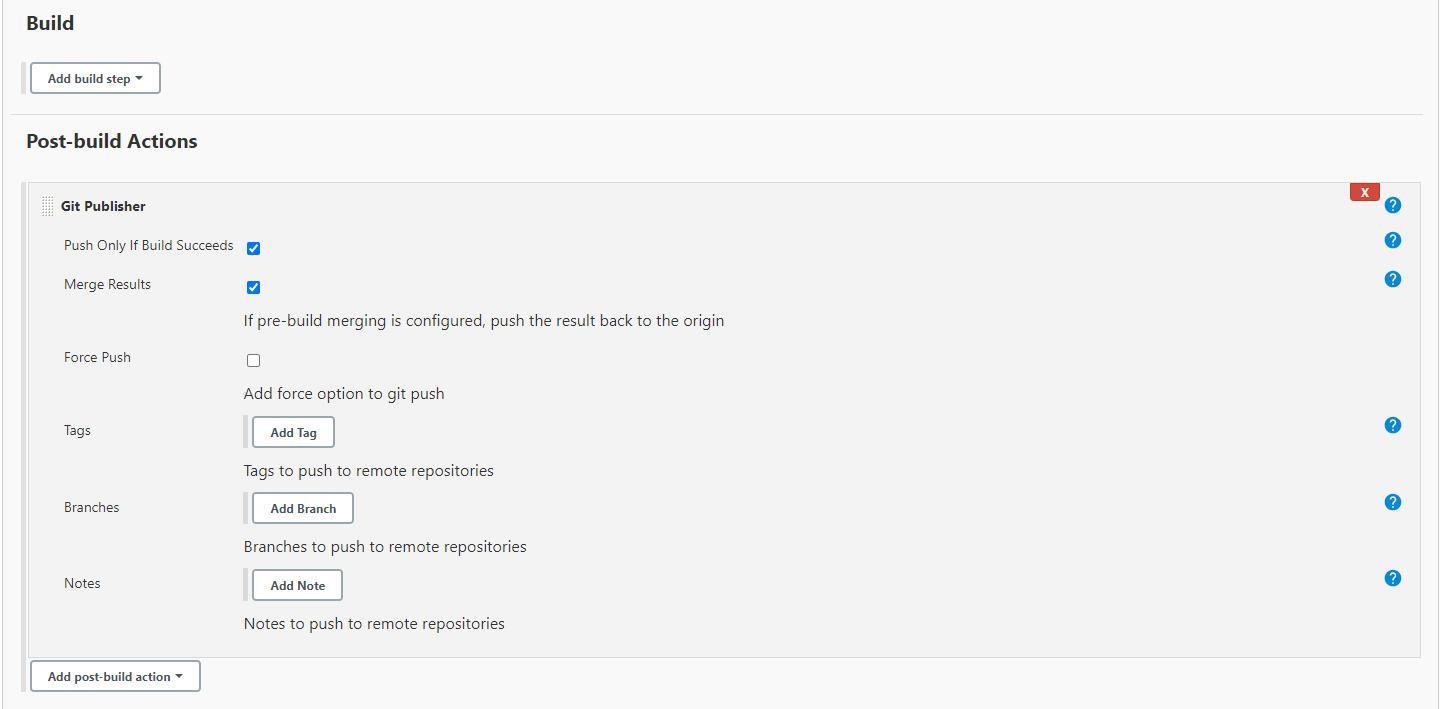 Build
Add build step
Post-build Actions
X
Git Publisher
?
Push Only If Build Succeeds
?
Merge Results
?
If pre-build merging is configured, push the result back to the origin
Force Push
Add force option to git push
Tags
Add Tag
?
Tags to push to remote repositories
Branches
Add Branch
?
Branches to push to remote repositories
Notes
Add Note
?
Notes to push to remote repositories
Add post-build action